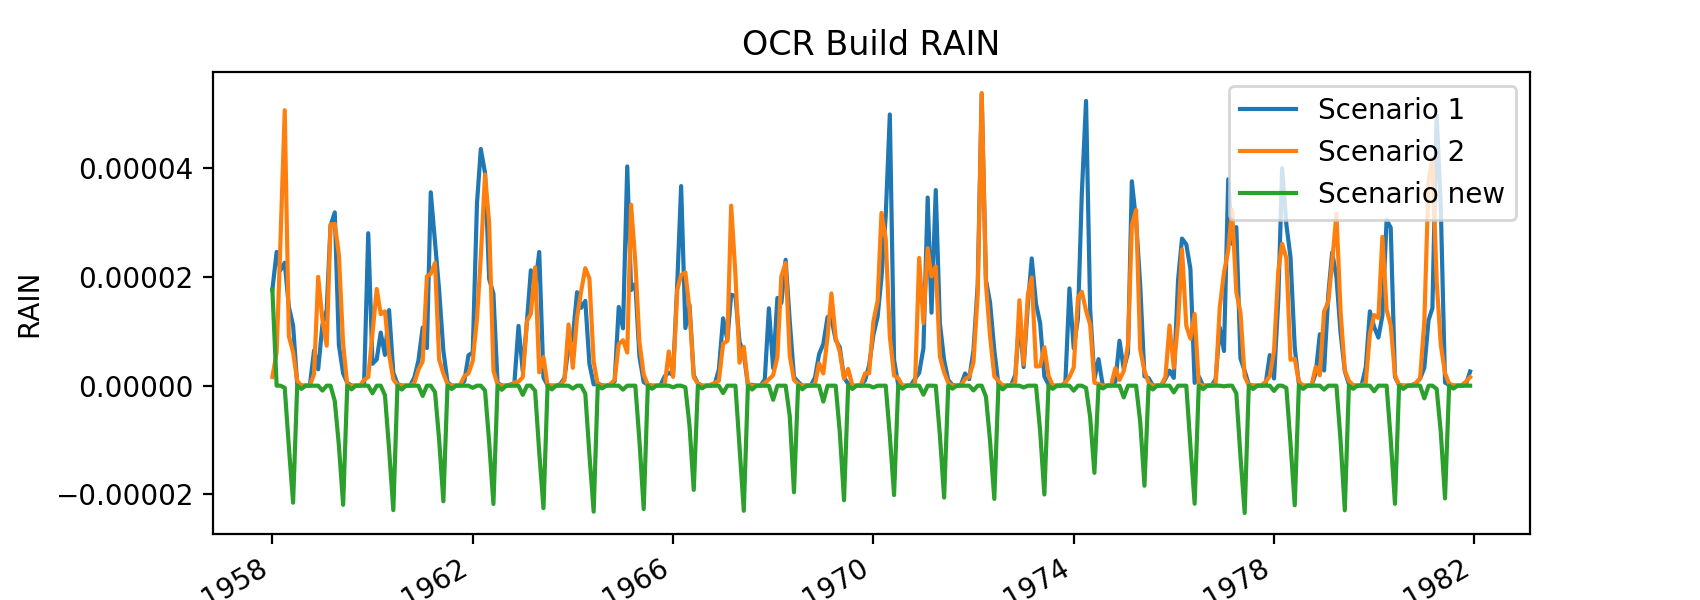 OCR Build RAIN
Scenario 1
Scenario 2
Scenario new
RAIN
0.00004
0.00002
0.00000
−0.00002
1958
1962
1966
1970
1974
1978
1982